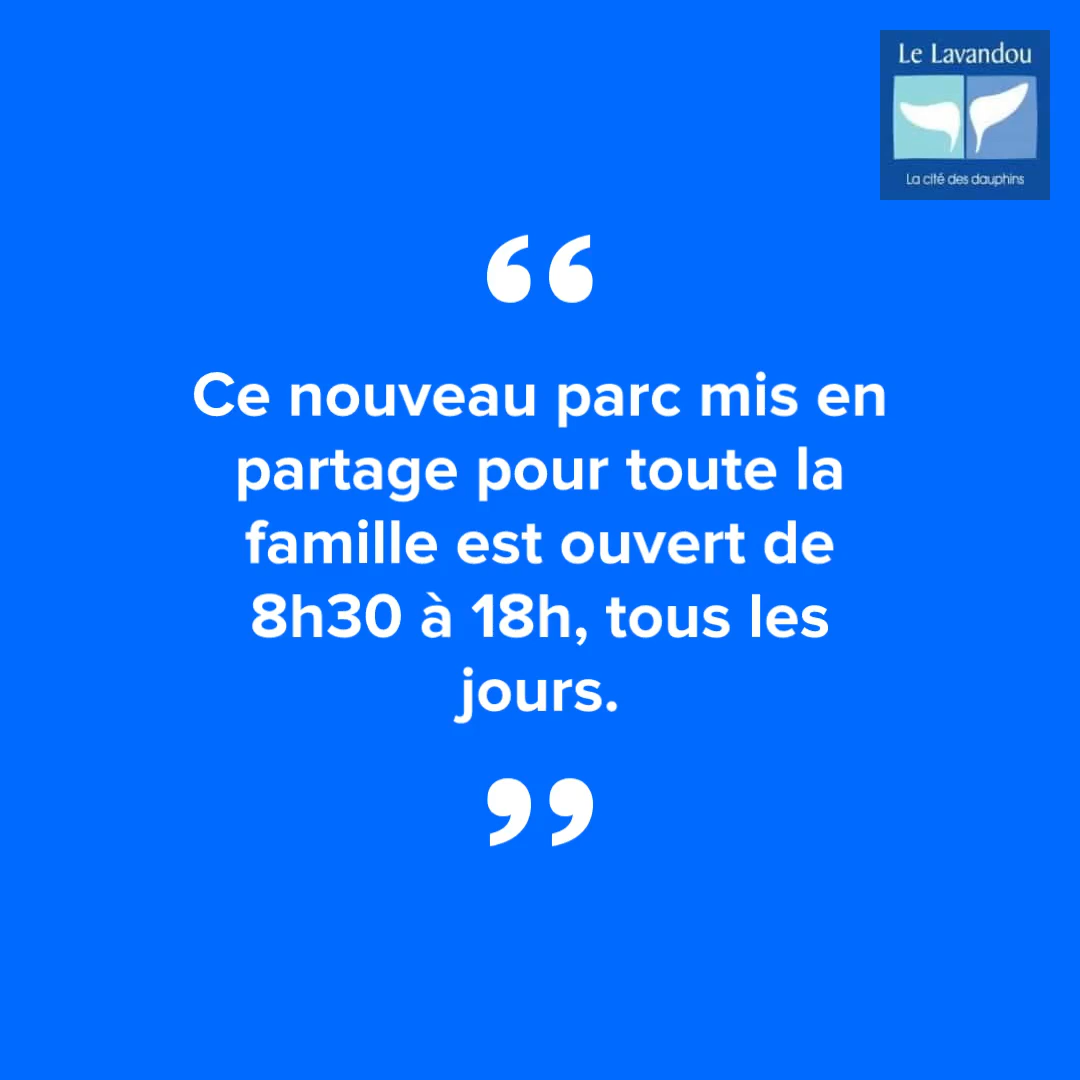 Le Lavandou
La cité des dauphins
“
Ce nouveau parc mis en
partage pour toute la
famille est ouvert de
8h30 à 18h, tous les
jours.
”